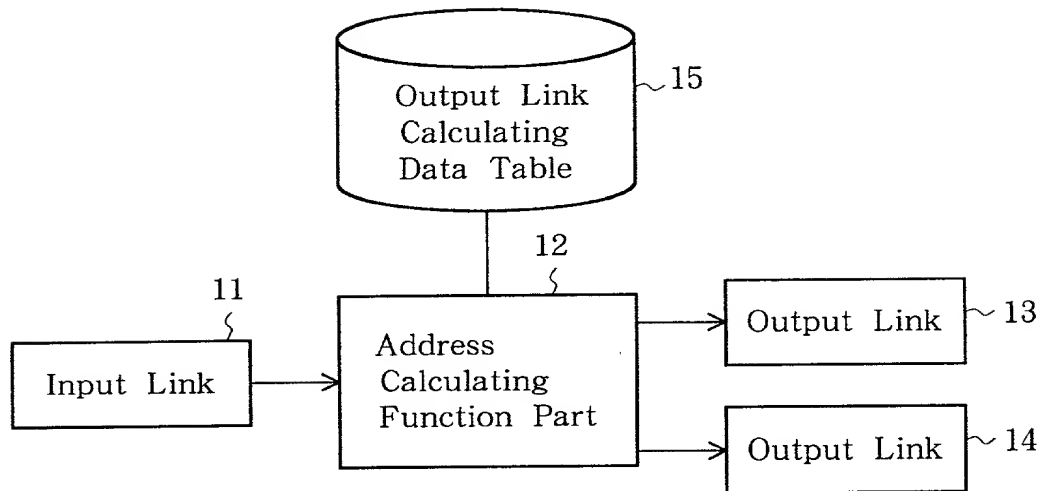 Output Link
Calculating
Data Table
15
12
11
Input Link
Address
Calculating
Function Part
Output Link
13
Output Link
14